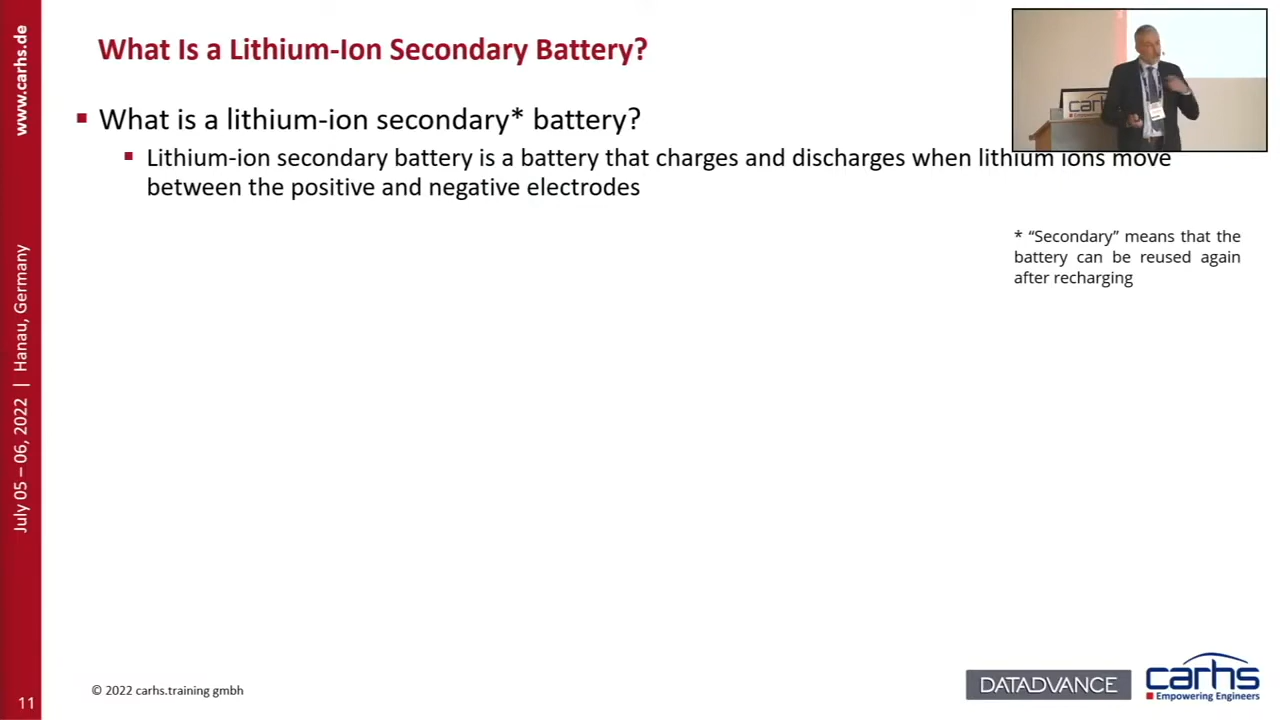 www.carhs.de
July 05 – 06, 2022 | Hanau, Germany
11
What Is a Lithium-Ion Secondary Battery?
▪ What is a lithium-ion secondary* battery?
▪ Lithium-ion secondary battery is a battery that charges and discharges when lithium ions move
between the positive and negative electrodes
* “Secondary” means that the
battery can be reused again
after recharging
© 2022 carhs.training gmbh
DATADVANCE
carhs
Empowering Engineers